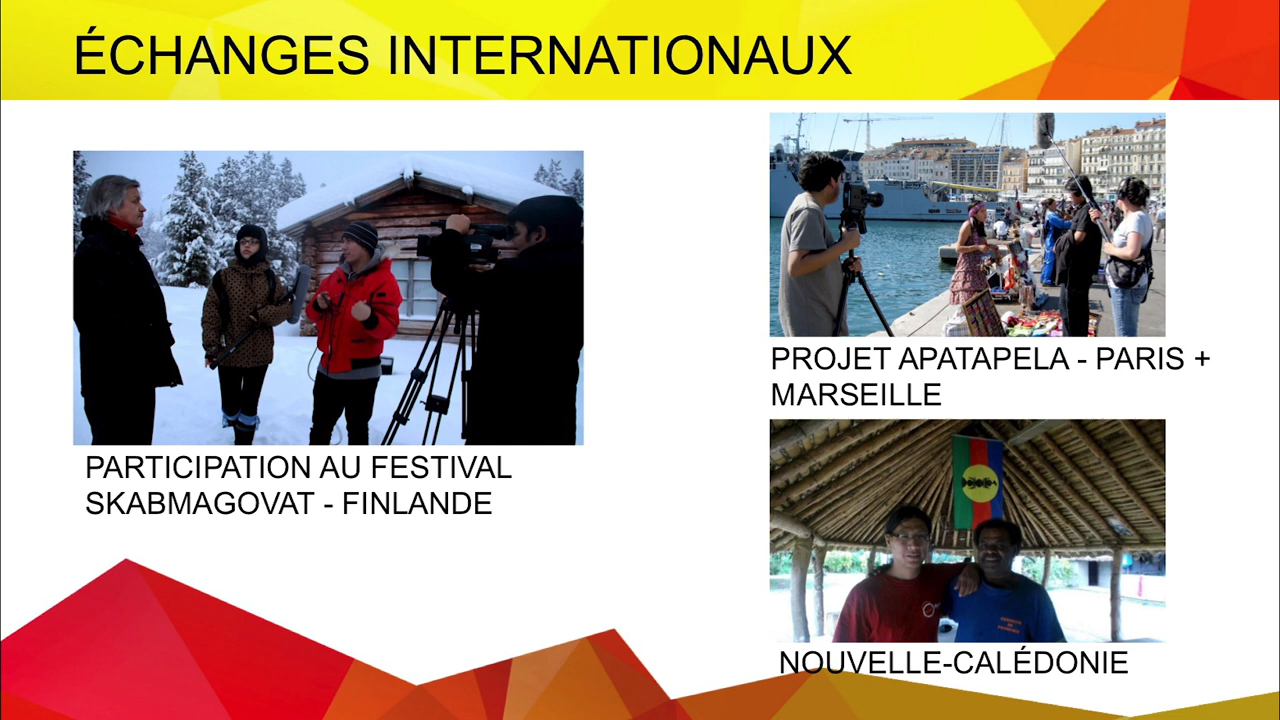 ÉCHANGES INTERNATIONAUX
PARTICIPATION AU FESTIVAL
SKABMAGOVAT - FINLANDE
PROJET APATAPELA - PARIS +
MARSEILLE
NOUVELLE-CALÉDONIE